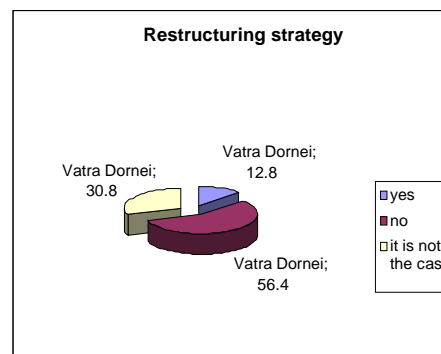 Restructuring strategy
Vatra Dornei;
12.8
Vatra Dornei;
30.8
Vatra Dornei;
56.4
yes
no
it is not
the cas